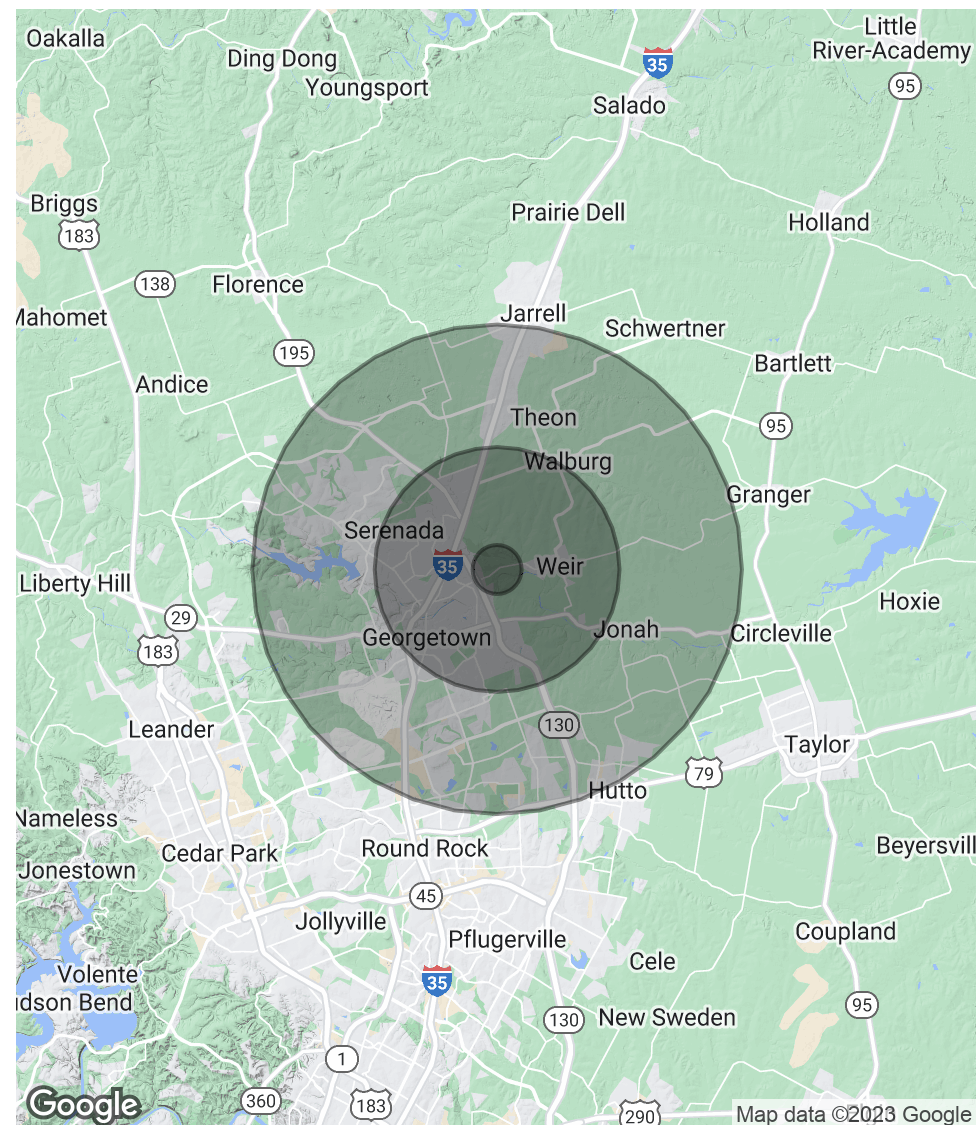 Oakalla
Ding Dong
Youngsport
35
Little
River-Academy
95
Salado
Briggs
183
Prairie Dell
Holland
138
Florence
Mahomet
Jarrell
Schwertner
195
Andice
Bartlett
Theon
95
Walburg
Granger
Serenada
35
Weir
Liberty Hill
29
Hoxie
183
Georgetown
Jonah
Circleville
Leander
130
79
Taylor
Hutto
Nameless
Cedar Park
Round Rock
Beyersvill
Jonestown
45
Jollyville
Pflugerville
Coupland
Cele
Volente
35
udson Bend
130
New Sweden
95
1
360
183
290
Google
Map data ©2023 Google